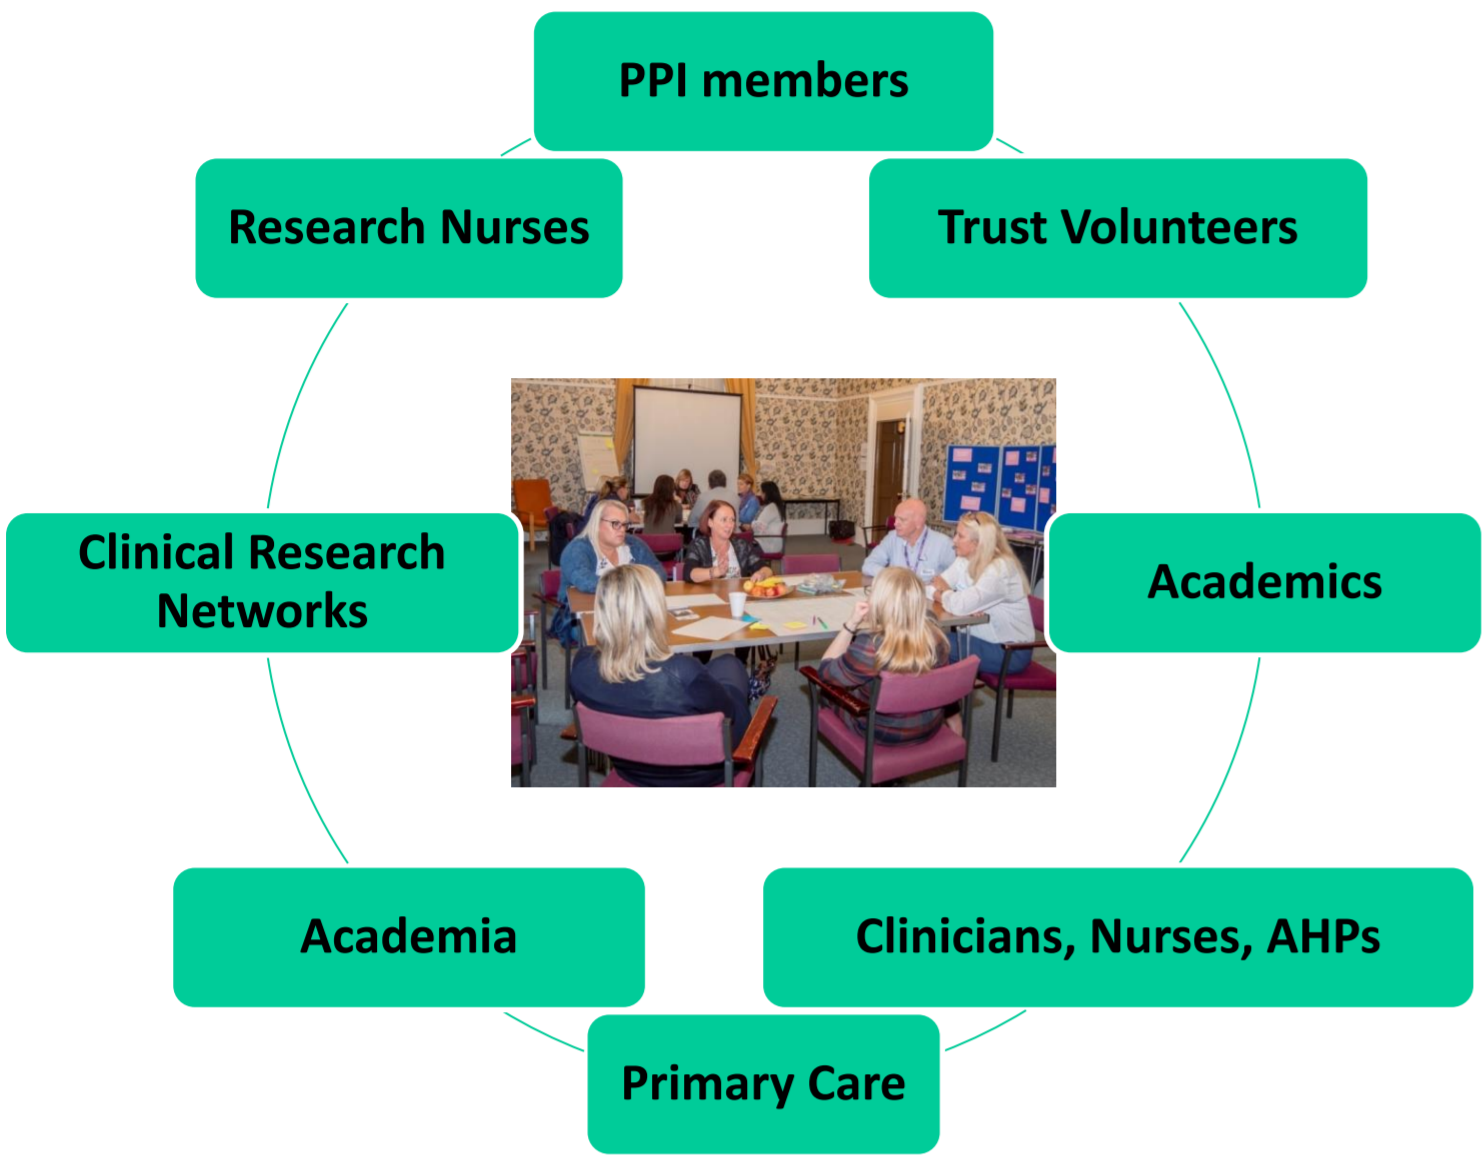 PPI members
Research Nurses
Trust Volunteers
Clinical Research
Networks
Academics
Academia
Clinicians, Nurses, AHPs
Primary Care